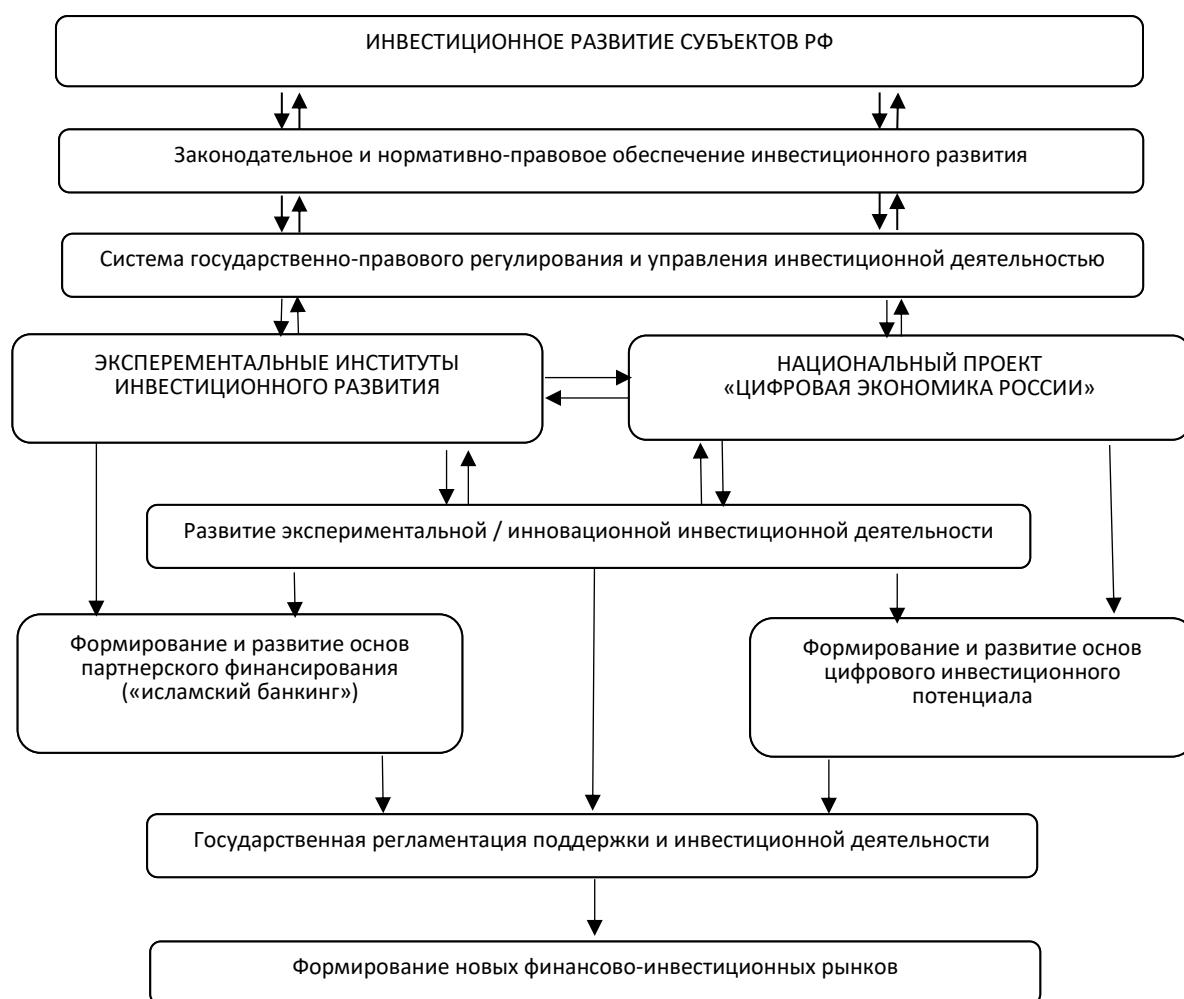 ИНВЕСТИЦИОННОЕ РАЗВИТИЕ СУБЪЕКТОВ РФ
Законодательное и нормативно-правовое обеспечение инвестиционного развития
Система государственно-правового регулирования и управления инвестиционной деятельностью
ЭКСПЕРЕМЕНТАЛЬНЫЕ ИНСТИТУТЫ
ИНВЕСТИЦИОННОГО РАЗВИТИЯ
НАЦИОНАЛЬНЫЙ ПРОЕКТ
«ЦИФРОВАЯ ЭКОНОМИКА РОССИИ»
Развитие экспериментальной / инновационной инвестиционной деятельности
Формирование и развитие основ
партнерского финансирования
(«исламский банкинг»)
Формирование и развитие основ
цифрового инвестиционного
потенциала
Государственная регламентация поддержки и инвестиционной деятельности
Формирование новых финансово-инвестиционных рынков